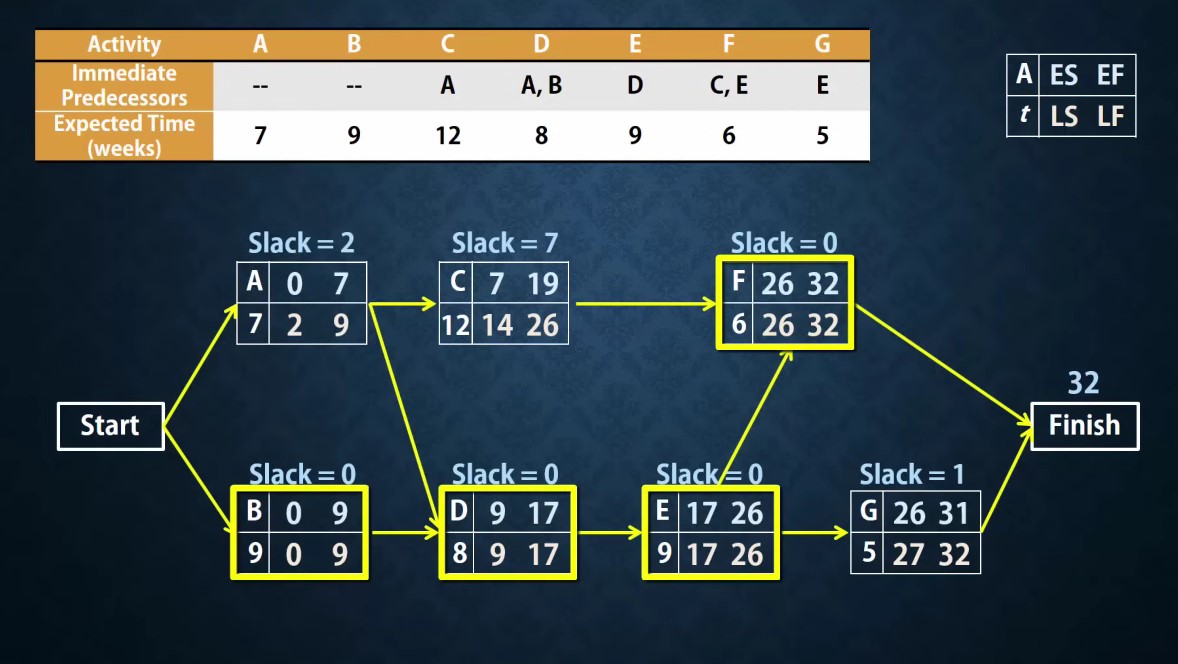 Activity A B C D E F G
Immediate Predecessors -- -- A A, B D C, E E
Expected Time (weeks) 7 9 12 8 9 6 5
A ES EF
t LS LF
Slack = 2 Slack = 7 Slack = 0
A 0 7 C 7 19 F 26 32
7 2 9 12 14 26 6 26 32
32
Start Finish
Slack = 0 Slack = 0 Slack = 0 Slack = 1
B 0 9 D 9 17 E 17 26 G 26 31
9 0 9 8 9 17 9 17 26 5 27 32